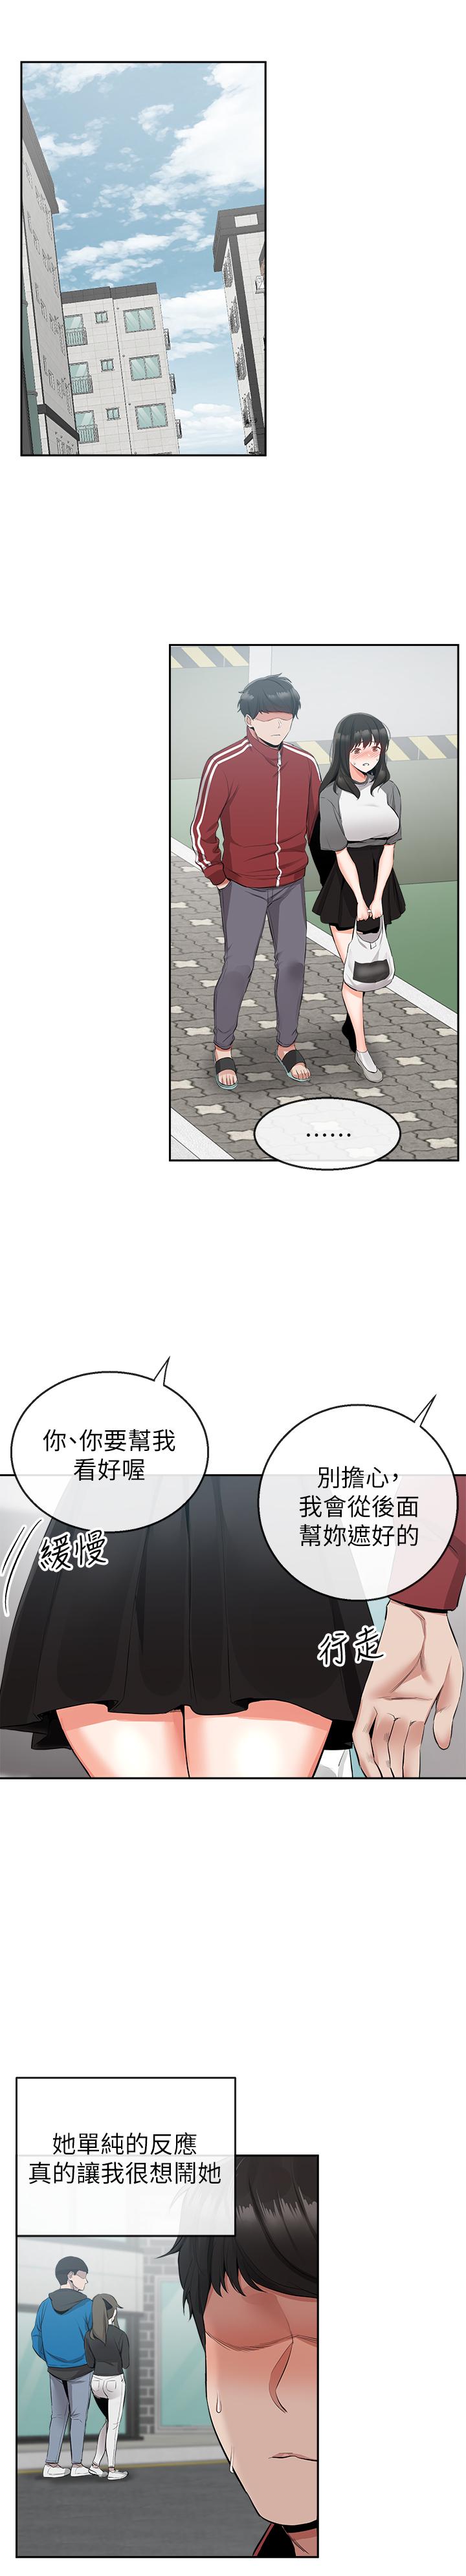 ……
你、你要幫我
看好喔
別擔心，
我會從後面
幫妳遮好的
緩慢
行走
她單純的反應
真的讓我很想鬧她